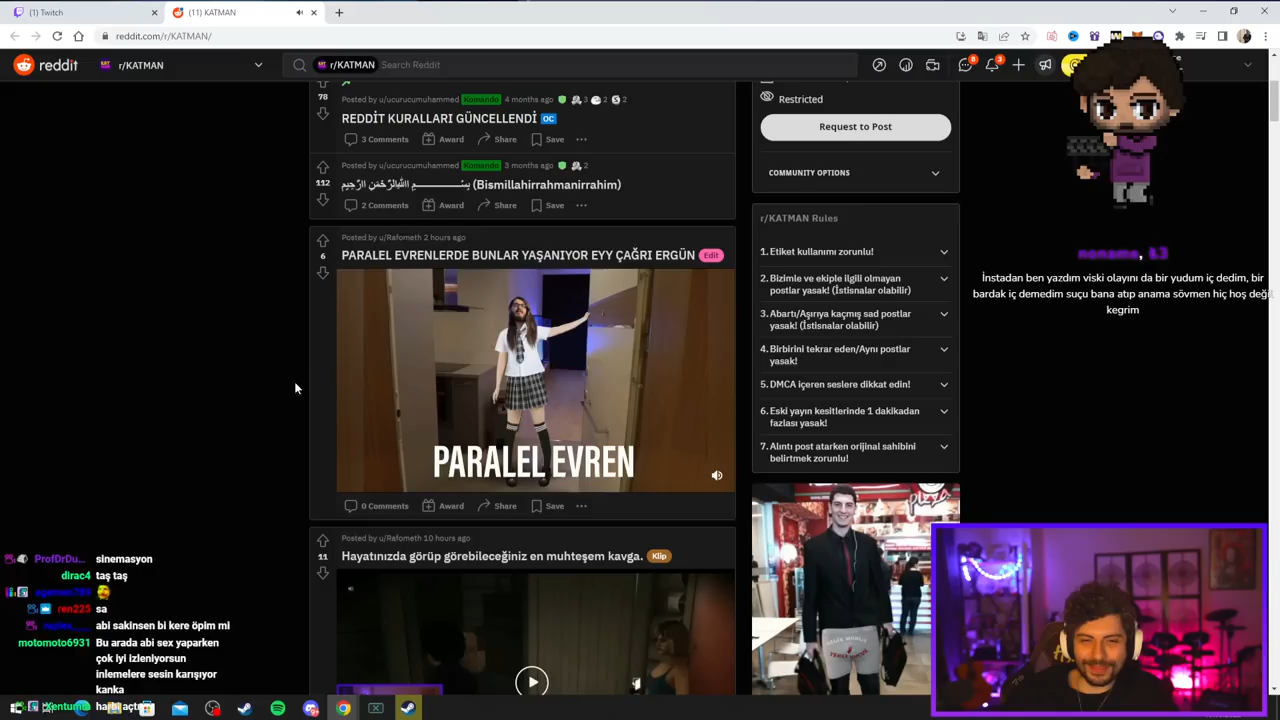 (1) Twitch
(11) KATMAN
reddit.com/r/KATMAN/
reddit
r/KATMAN
r/KATMAN
Search Reddit
8
3
78
Posted by u/ucurucumuhammed Komando 4 months ago 3 2 2
REDDİT KURALLARI GÜNCELLENDİ OC
3 Comments Award Share Save
112
Posted by u/ucurucumuhammed Komando 3 months ago 2
(Bismillahirrahmanirrahim)
2 Comments Award Share Save
6
Posted by u/Rafometh 2 hours ago
PARALEL EVRENLERDE BUNLAR YAŞANIYOR EYY ÇAĞRI ERGÜN Edit
PARALEL EVREN
0 Comments Award Share Save
11
Posted by u/Rafometh 10 hours ago
Hayatınızda görüp görebileceğiniz en muhteşem kavga. Klip
Restricted
Request to Post
COMMUNITY OPTIONS
r/KATMAN Rules
1. Etiket kullanımı zorunlu!
2. Bizimle ve ekiple ilgili olmayan
postlar yasak! (İstisnalar olabilir)
3. Abartı/Aşırıya kaçmış sad postlar
yasak! (İstisnalar olabilir)
4. Birbirini tekrar eden/Aynı postlar
yasak!
5. DMCA içeren seslere dikkat edin!
6. Eski yayın kesitlerinde 1 dakikadan
fazlası yasak!
7. Alıntı post atarken orijinal sahibini
belirtmek zorunlu!
noname, ₺3
İnstadan ben yazdım viski olayını da bir yudum iç dedim, bir
bardak iç demedim suçu bana atıp anama sövmen hiç hoş değil
kegrim
ProfDrDu... sinemasyon
dirac4 taş taş
ren225 sa
abi sakinsen bi kere öpim mi
motomoto6931 Bu arada abi sex yaparken
çok iyi izleniyorsun
inlemelere sesin karışıyor
kanka